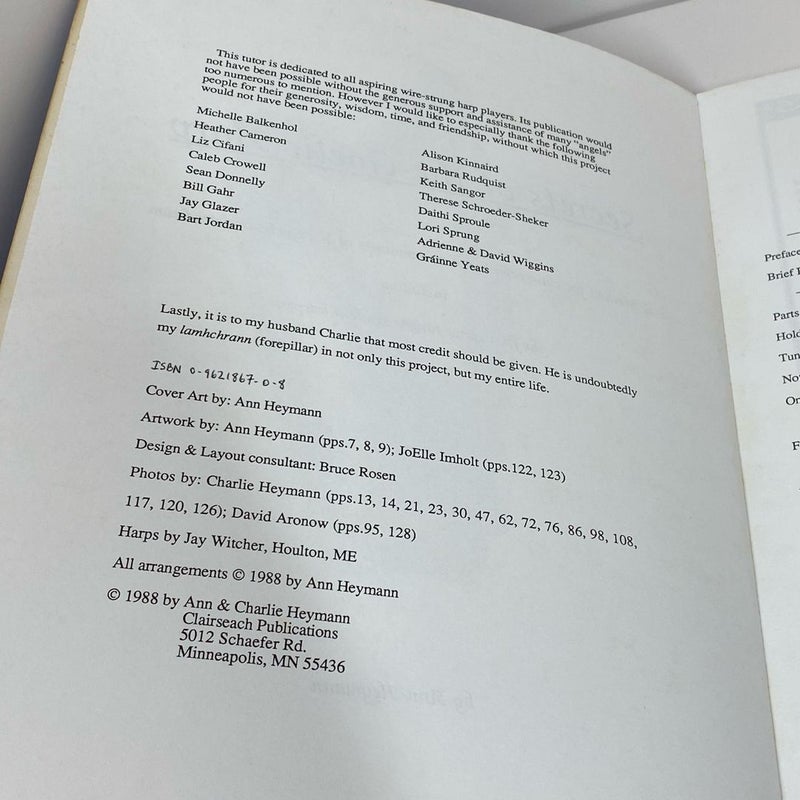 This tutor is dedicated to all aspiring wire-strung harp players. Its publication would
not have been possible without the generous support and assistance of many "angels"
too numerous to mention. However I would like to especially thank the following
people for their generosity, wisdom, time, and friendship, without which this project
would not have been possible:
Michelle Balkenhol
Heather Cameron
Liz Cifani
Caleb Crowell
Sean Donnelly
Bill Gahr
Jay Glazer
Bart Jordan
Alison Kinnaird
Barbara Rudquist
Keith Sangor
Therese Schroeder-Sheker
Daithi Sproule
Lori Sprung
Adrienne & David Wiggins
Gráinne Yeats
Lastly, it is to my husband Charlie that most credit should be given. He is undoubtedly
my lamhchrann (forepillar) in not only this project, but my entire life.
ISBN 0-9621867-0-8
Cover Art by: Ann Heymann
Artwork by: Ann Heymann (pps.7, 8, 9); JoElle Imholt (pps.122, 123)
Design & Layout consultant: Bruce Rosen
Photos by: Charlie Heymann (pps.13, 14, 21, 23, 30, 47, 62, 72, 76, 86, 98, 108,
117, 120, 126); David Aronow (pps.95, 128)
Harps by Jay Witcher, Houlton, ME
All arrangements © 1988 by Ann Heymann
© 1988 by Ann & Charlie Heymann
Clairseach Publications
5012 Schaefer Rd.
Minneapolis, MN 55436
Preface
Brief
Parts